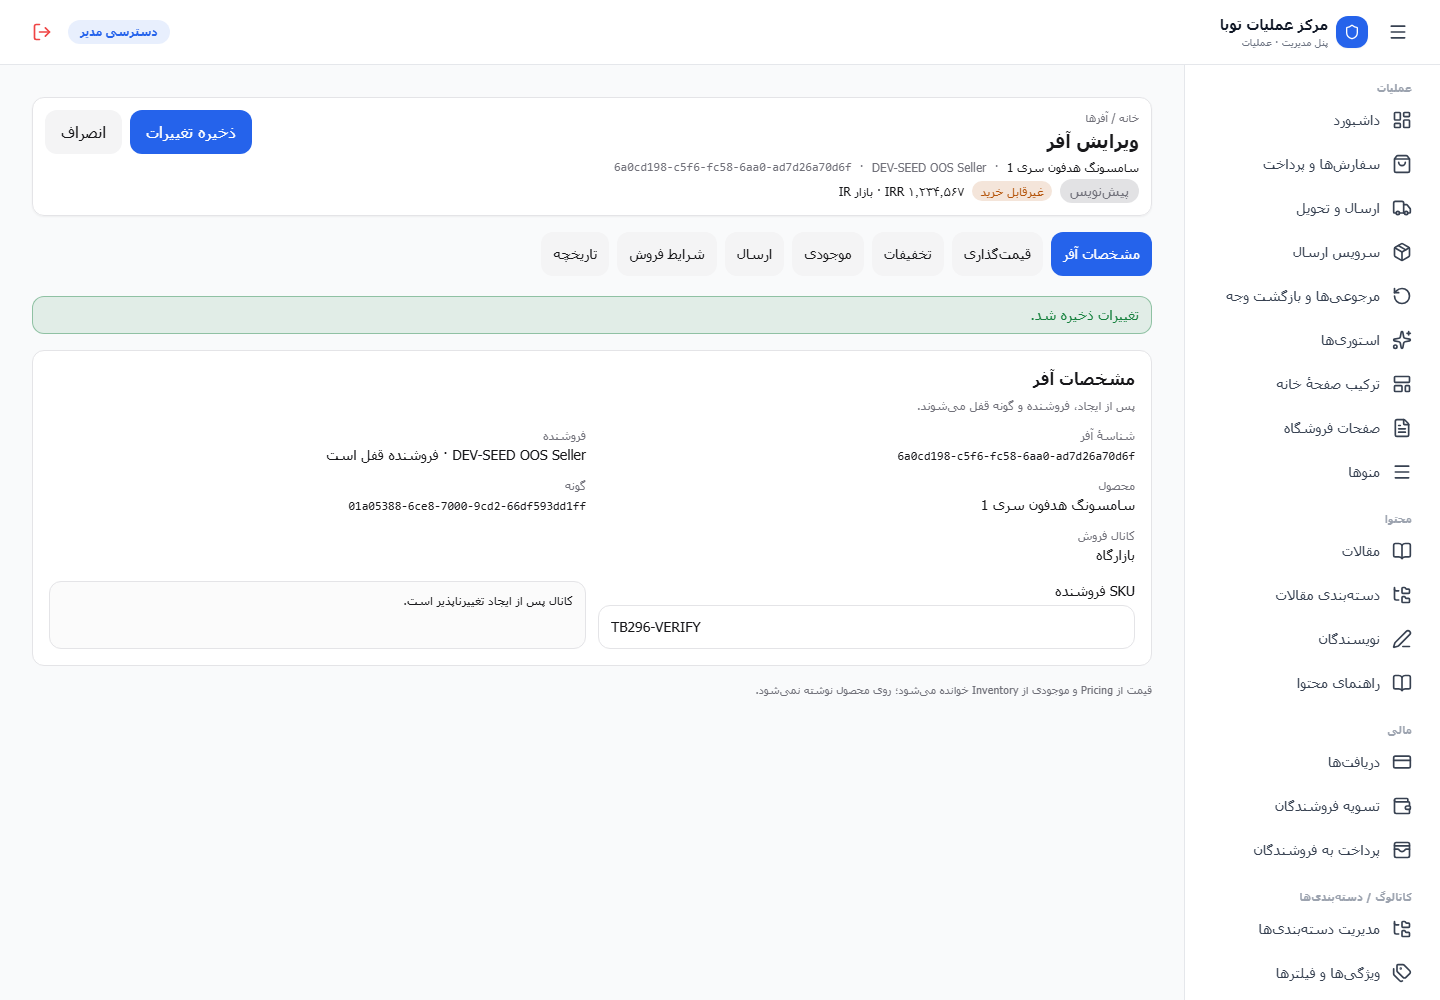 مرکز عملیات توبا
پنل مدیریت · عملیات
دسترسی مدیر
عملیات
داشبورد
سفارش‌ها و پرداخت
ارسال و تحویل
سرویس ارسال
مرجوعی‌ها و بازگشت وجه
استوری‌ها
ترکیب صفحهٔ خانه
صفحات فروشگاه
منوها
محتوا
مقالات
دسته‌بندی مقالات
نویسندگان
راهنمای محتوا
مالی
دریافت‌ها
تسویه فروشندگان
پرداخت به فروشندگان
کاتالوگ / دسته‌بندی‌ها
مدیریت دسته‌بندی‌ها
ویژگی‌ها و فیلترها
خانه / آفرها
ویرایش آفر
سامسونگ هدفون سری 1 · DEV-SEED OOS Seller · 6a0cd198-c5f6-fc58-6aa0-ad7d26a70d6f
پیش‌نویس غیرقابل خرید IRR ۱,۲۳۴,۵۶۷ · بازار IR
ذخیره تغییرات
انصراف
مشخصات آفر قیمت‌گذاری تخفیفات موجودی ارسال شرایط فروش تاریخچه
تغییرات ذخیره شد.
مشخصات آفر
پس از ایجاد، فروشنده و گونه قفل می‌شوند.
شناسهٔ آفر
6a0cd198-c5f6-fc58-6aa0-ad7d26a70d6f
فروشنده
DEV-SEED OOS Seller · فروشنده قفل است
محصول
سامسونگ هدفون سری 1
گونه
01a05388-6ce8-7000-9cd2-66df593dd1ff
کانال فروش
بازارگاه
SKU فروشنده
TB296-VERIFY
کانال پس از ایجاد تغییرناپذیر است.
قیمت از Pricing و موجودی از Inventory خوانده می‌شود؛ روی محصول نوشته نمی‌شود.